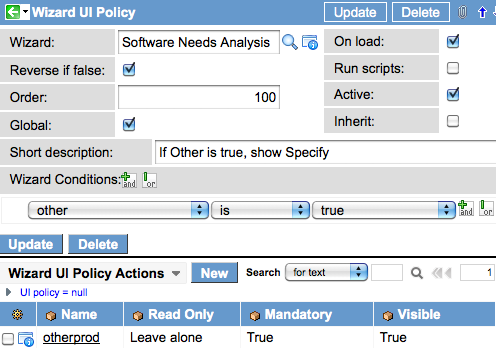 Wizard UI Policy Update Delete
Wizard: Software Needs Analysis On load:
Reverse if false: Run scripts:
Order: 100 Active:
Global: Inherit:
Short description: If Other is true, show Specify
Wizard Conditions: and or
other is true and or
Update Delete
Wizard UI Policy Actions New Search for text 1
UI policy = null
Name Read Only Mandatory Visible
otherprod Leave alone True True